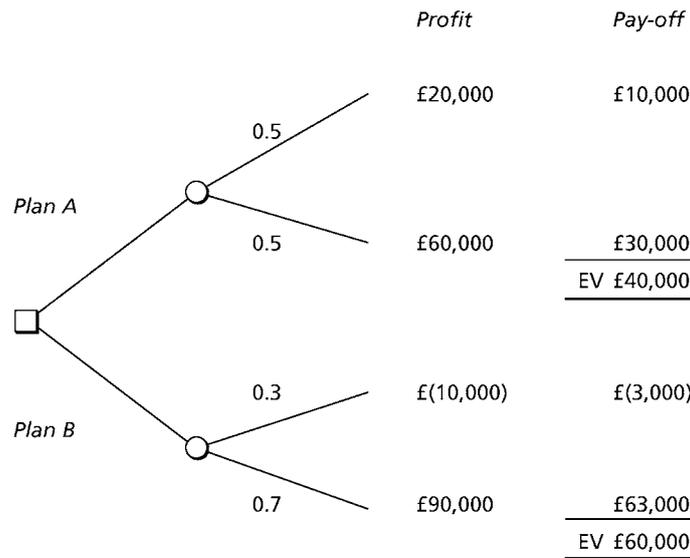 Profit Pay-off
£20,000 £10,000
0.5
Plan A
0.5 £60,000 £30,000
EV £40,000
0.3 £(10,000) £(3,000)
Plan B
0.7 £90,000 £63,000
EV £60,000